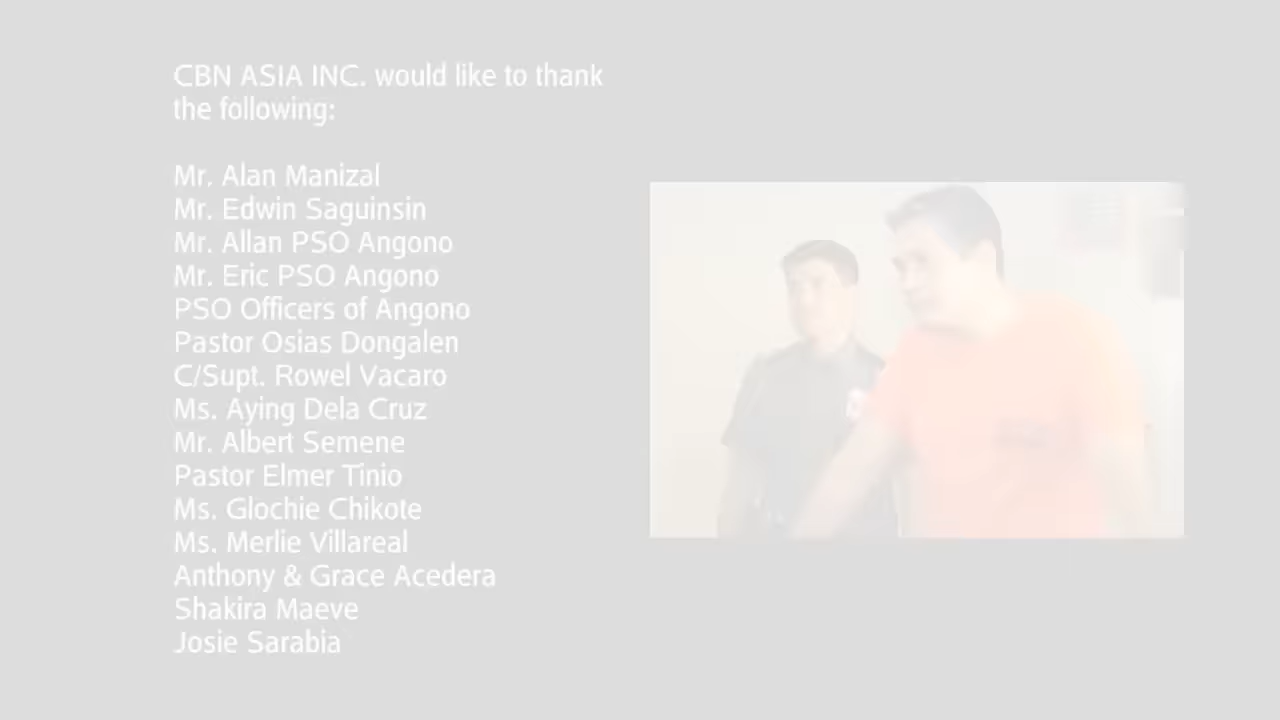 CBN ASIA INC. would like to thank
the following:
Mr. Alan Manizal
Mr. Edwin Saguinsin
Mr. Allan PSO Angono
Mr. Eric PSO Angono
PSO Officers of Angono
Pastor Osias Dongalen
C/Supt. Rowel Vacaro
Ms. Aying Dela Cruz
Mr. Albert Semene
Pastor Elmer Tinio
Ms. Glochie Chikote
Ms. Merlie Villareal
Anthony & Grace Acedera
Shakira Maeve
Josie Sarabia